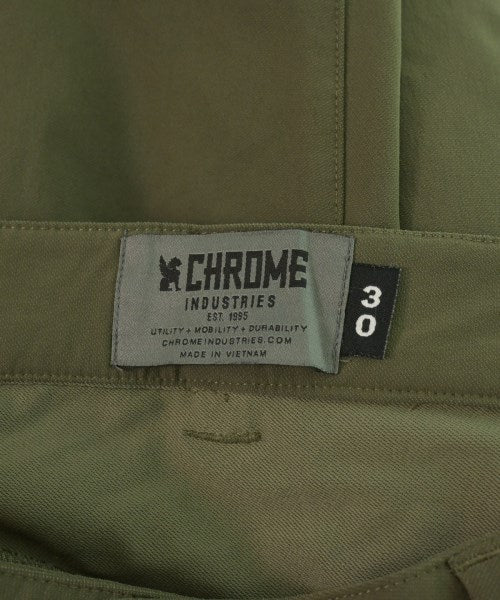 CHROME
INDUSTRIES
EST. 1995
UTILITY + MOBILITY + DURABILITY
CHROMEINDUSTRIES.COM
MADE IN VIETNAM
30